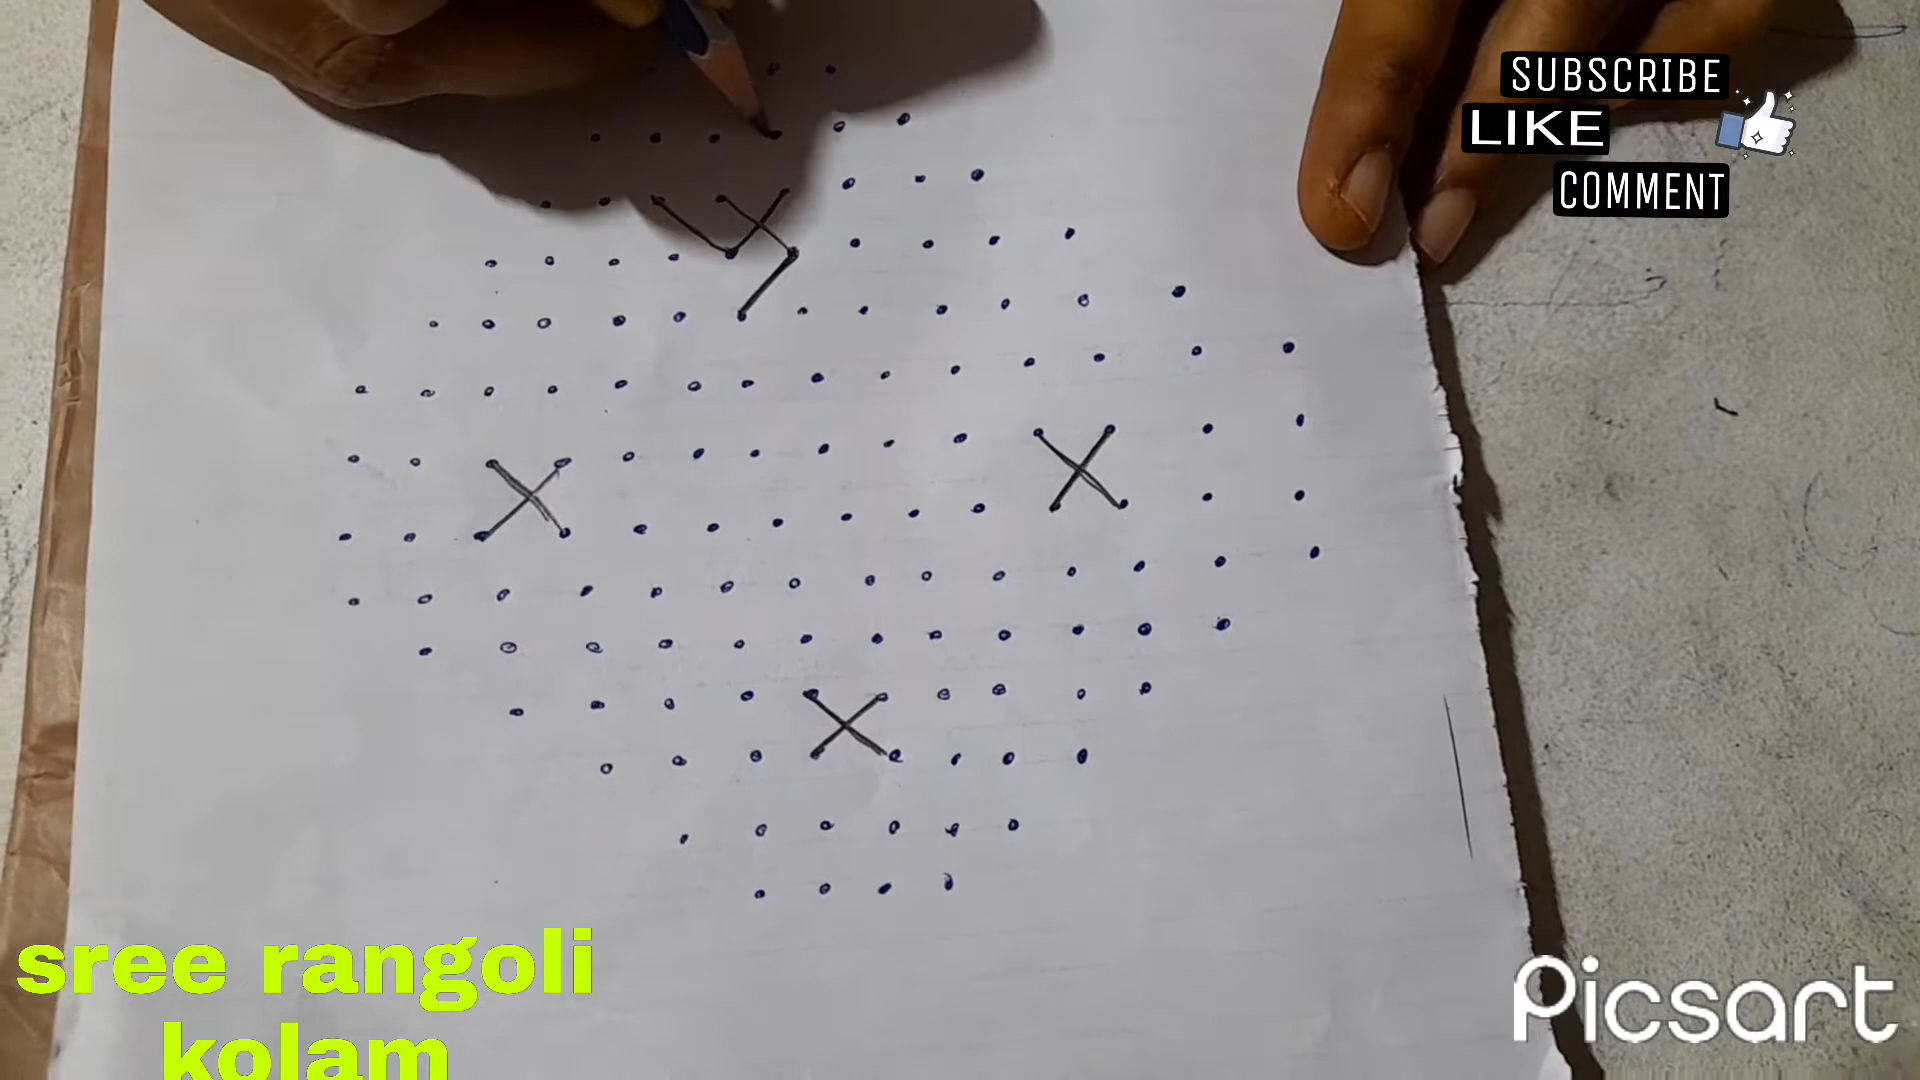 SUBSCRIBE
LIKE
COMMENT
sree rangoli
kolam
Picsart